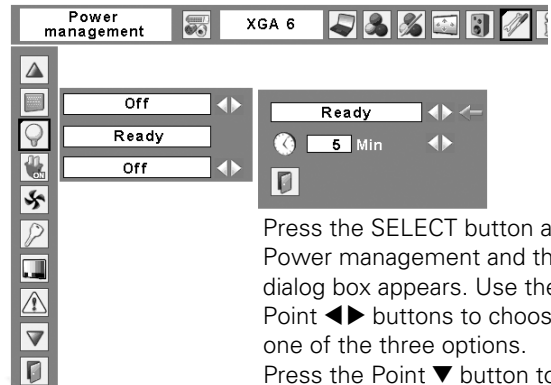 Power
management
XGA 6
Off
Ready
Off
Ready
5 Min
Press the SELECT button a
Power management and th
dialog box appears. Use the
Point ◀▶ buttons to choos
one of the three options.
Press the Point ▼ button to